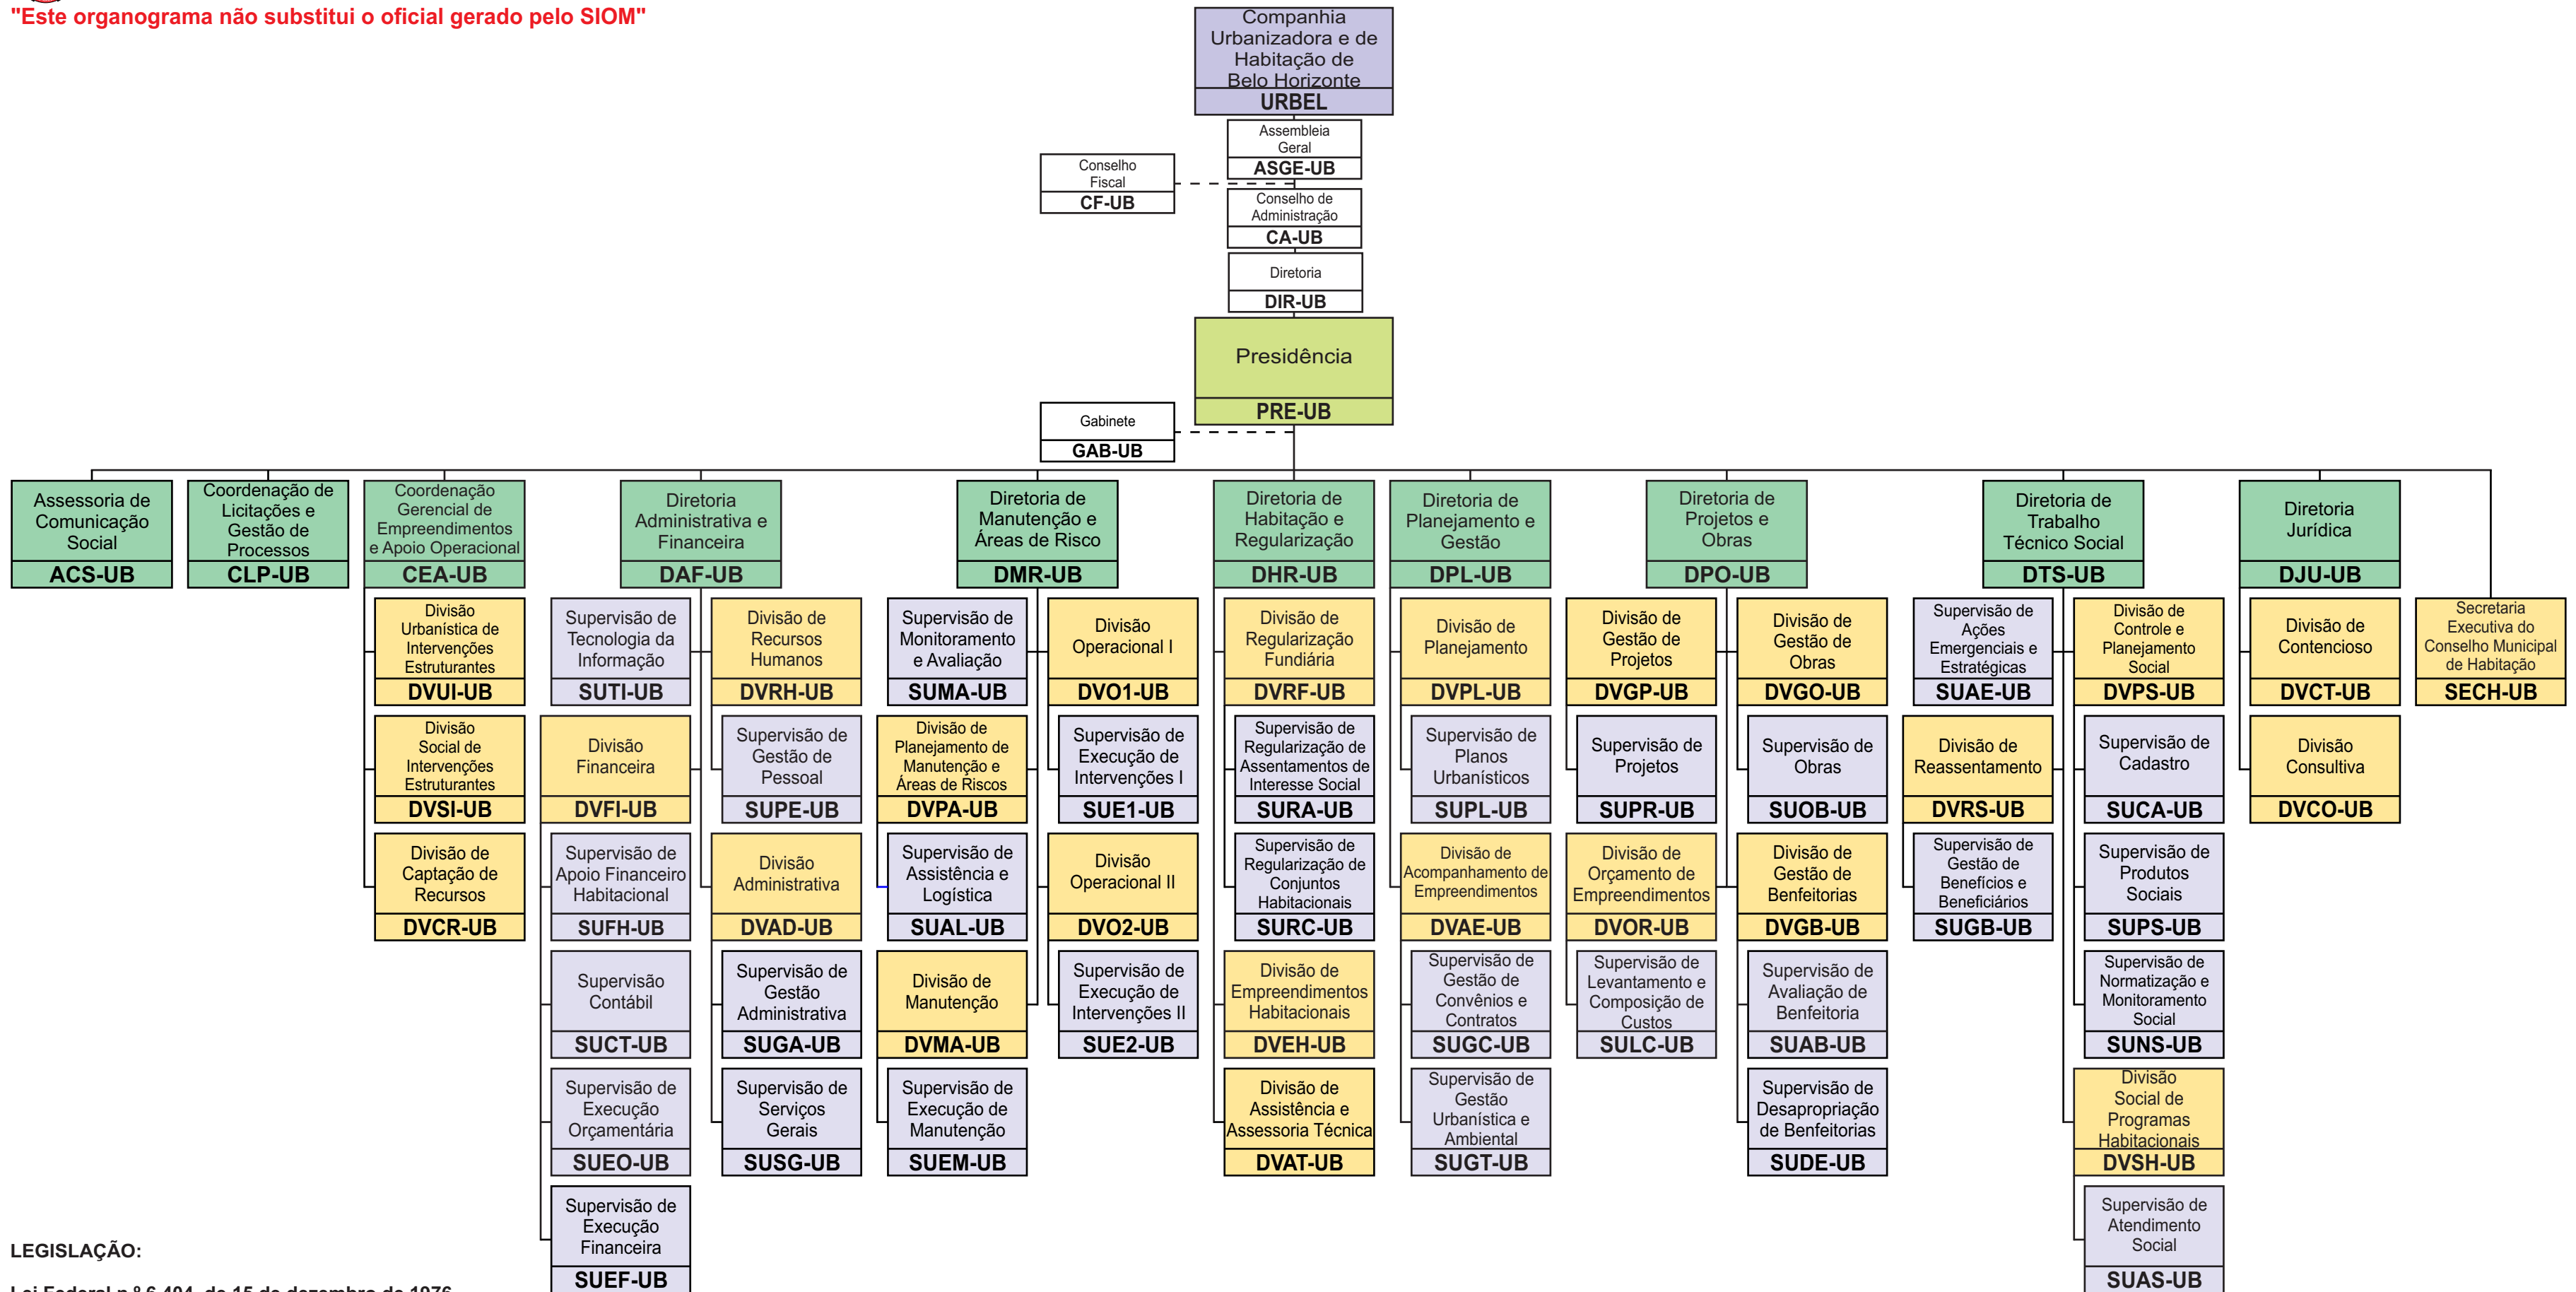 "Este organograma não substitui o oficial gerado pelo SIOM"
Companhia
Urbanizadora e de
Habitação de
Belo Horizonte
URBEL
Assembleia
Geral
ASGE-UB
Conselho
Fiscal
CF-UB
Conselho de
Administração
CA-UB
Diretoria
DIR-UB
Presidência
PRE-UB
Gabinete
GAB-UB
Assessoria de
Comunicação
Social
ACS-UB
Coordenação de
Licitações e
Gestão de
Processos
CLP-UB
Coordenação
Gerencial de
Empreendimentos
e Apoio Operacional
CEA-UB
Divisão
Urbanística de
Intervenções
Estruturantes
DVUI-UB
Divisão
Social de
Intervenções
Estruturantes
DVSI-UB
Divisão de
Captação de
Recursos
DVCR-UB
Diretoria
Administrativa e
Financeira
DAF-UB
Supervisão de
Tecnologia da
Informação
SUTI-UB
Divisão
Financeira
DVFI-UB
Supervisão de
Apoio Financeiro
Habitacional
SUFH-UB
Supervisão
Contábil
SUCT-UB
Supervisão de
Execução
Orçamentária
SUEO-UB
Supervisão de
Execução
Financeira
SUEF-UB
Divisão de
Recursos
Humanos
DVRH-UB
Supervisão de
Gestão de
Pessoal
SUPE-UB
Divisão
Administrativa
DVAD-UB
Supervisão de
Gestão
Administrativa
SUGA-UB
Supervisão de
Serviços
Gerais
SUSG-UB
Diretoria de
Manutenção e
Áreas de Risco
DMR-UB
Supervisão de
Monitoramento
e Avaliação
SUMA-UB
Divisão de
Planejamento de
Manutenção e
Áreas de Riscos
DVPA-UB
Supervisão de
Assistência e
Logística
SUAL-UB
Divisão de
Manutenção
DVMA-UB
Supervisão de
Execução de
Manutenção
SUEM-UB
Divisão
Operacional I
DVO1-UB
Supervisão de
Execução de
Intervenções I
SUE1-UB
Divisão
Operacional II
DVO2-UB
Supervisão de
Execução de
Intervenções II
SUE2-UB
Diretoria de
Habitação e
Regularização
DHR-UB
Divisão de
Regularização
Fundiária
DVRF-UB
Supervisão de
Regularização de
Assentamentos de
Interesse Social
SURA-UB
Supervisão de
Regularização de
Conjuntos
Habitacionais
SURC-UB
Divisão de
Empreendimentos
Habitacionais
DVEH-UB
Divisão de
Assistência e
Assessoria Técnica
DVAT-UB
Diretoria de
Planejamento e
Gestão
DPL-UB
Divisão de
Planejamento
DVPL-UB
Supervisão de
Planos
Urbanísticos
SUPL-UB
Divisão de
Acompanhamento de
Empreendimentos
DVAE-UB
Supervisão de
Gestão de
Convênios e
Contratos
SUGC-UB
Supervisão de
Gestão
Urbanística e
Ambiental
SUGT-UB
Diretoria de
Projetos e
Obras
DPO-UB
Divisão de
Gestão de
Projetos
DVGP-UB
Supervisão de
Projetos
SUPR-UB
Divisão de
Orçamento de
Empreendimentos
DVOR-UB
Supervisão de
Levantamento e
Composição de
Custos
SULC-UB
Divisão de
Gestão de
Obras
DVGO-UB
Supervisão de
Obras
SUOB-UB
Divisão de
Gestão de
Benfeitorias
DVGB-UB
Supervisão de
Avaliação de
Benfeitoria
SUAB-UB
Supervisão de
Desapropriação
de Benfeitorias
SUDE-UB
Diretoria de
Trabalho
Técnico Social
DTS-UB
Supervisão de
Ações
Emergenciais e
Estratégicas
SUAE-UB
Divisão de
Reassentamento
DVRS-UB
Supervisão de
Gestão de
Benefícios e
Beneficiários
SUGB-UB
Divisão de
Controle e
Planejamento
Social
DVPS-UB
Supervisão de
Cadastro
SUCA-UB
Supervisão de
Produtos
Sociais
SUPS-UB
Supervisão de
Normatização e
Monitoramento
Social
SUNS-UB
Divisão
Social de
Programas
Habitacionais
DVSH-UB
Supervisão de
Atendimento
Social
SUAS-UB
Diretoria
Jurídica
DJU-UB
Divisão de
Contencioso
DVCT-UB
Divisão
Consultiva
DVCO-UB
Secretaria
Executiva do
Conselho Municipal
de Habitação
SECH-UB
LEGISLAÇÃO:
Lei Federal n.º 6.404, de 15 de dezembro de 1976